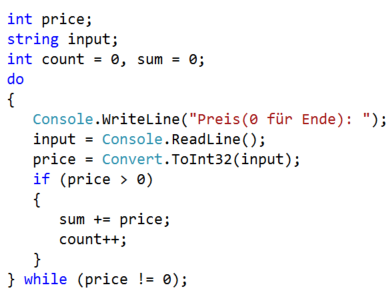 int price;
string input;
int count = 0, sum = 0;
do
{
   Console.WriteLine("Preis(0 für Ende): ");
   input = Console.ReadLine();
   price = Convert.ToInt32(input);
   if (price > 0)
   {
      sum += price;
      count++;
   }
} while (price != 0);